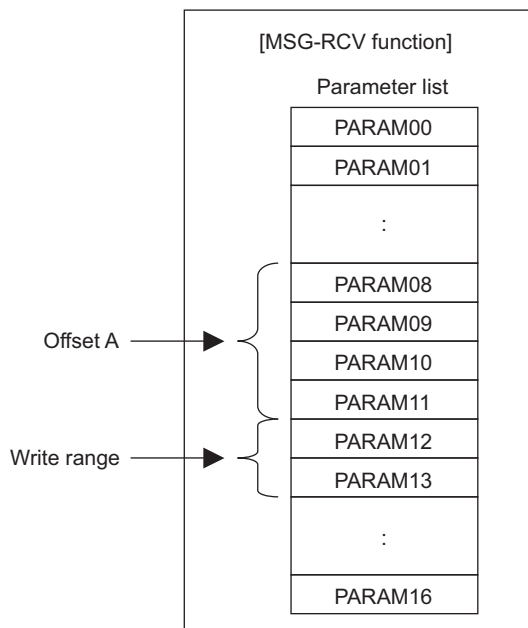 [MSG-RCV function]
Parameter list
PARAM00
PARAM01
:
PARAM08
PARAM09
Offset A
PARAM10
PARAM11
PARAM12
Write range
PARAM13
:
PARAM16